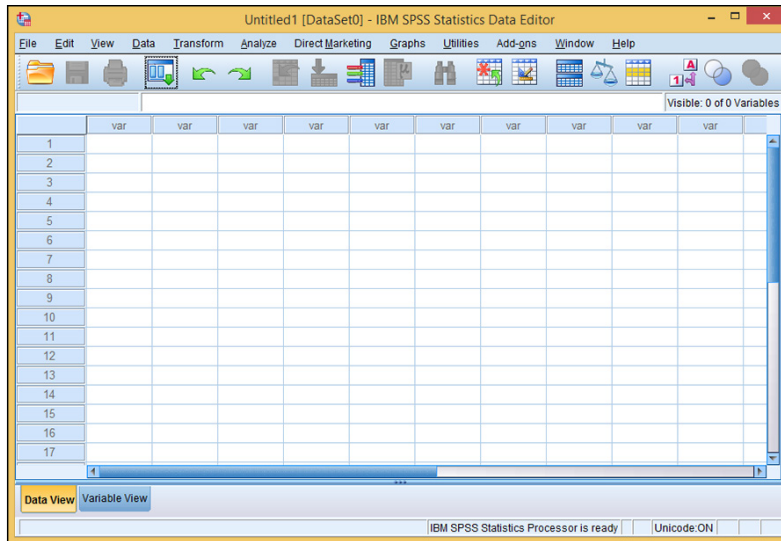 Untitled1 [DataSet0] - IBM SPSS Statistics Data Editor
File Edit View Data Transform Analyze Direct Marketing Graphs Utilities Add-ons Window Help
A
1 4
Visible: 0 of 0 Variables
var var var var var var var var var var
1
2
3
4
5
6
7
8
9
10
11
12
13
14
15
16
17
Data View Variable View
IBM SPSS Statistics Processor is ready Unicode:ON